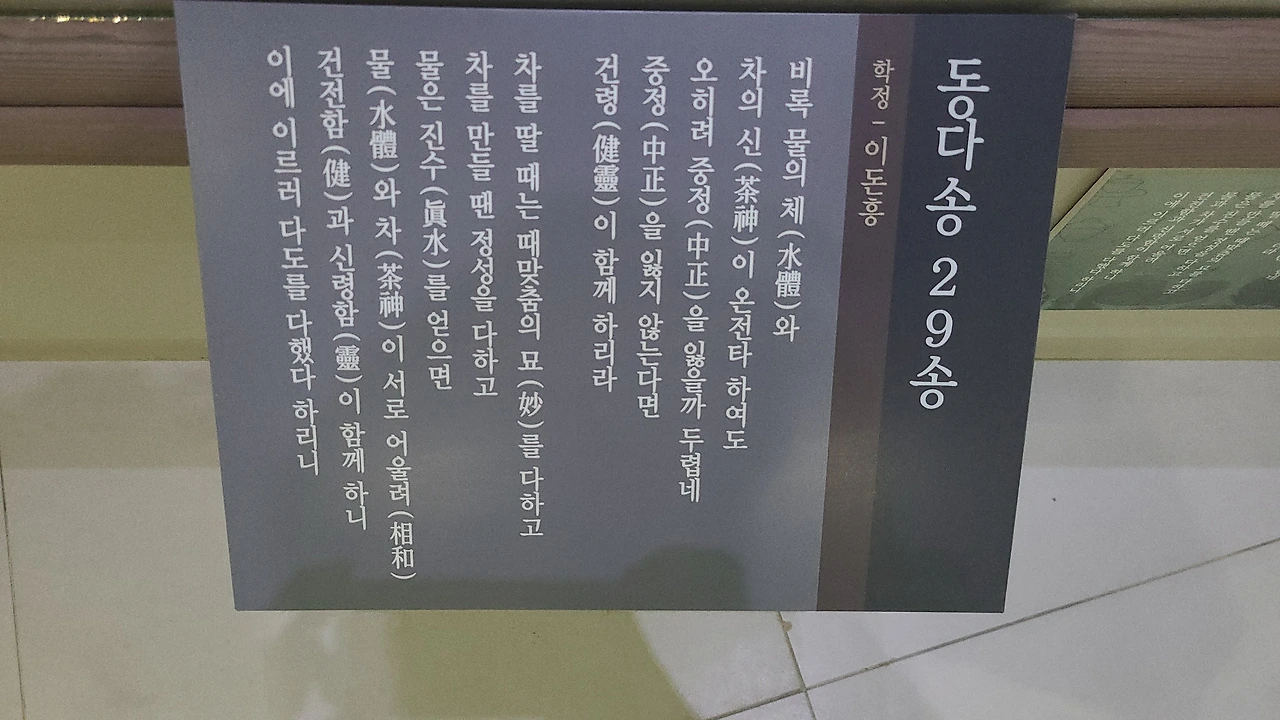 동다송 29송
학정 - 이돈흥
비록 물의 체(水體)와
차의 신(茶神)이 온전타 하여도
오히려 중정(中正)을 잃을까 두렵네
중정(中正)을 잃지 않는다면
건령(健靈)이 함께 하리라
차를 딸 때는 때맞춤의 묘(妙)를 다하고
차를 만들 땐 정성을 다하고
물은 진수(眞水)를 얻으면
물(水體)와 차(茶神)이 서로 어울려(相和)
건전함(健)과 신령함(靈)이 함께 하니
이에 이르러 다도를 다했다 하리니